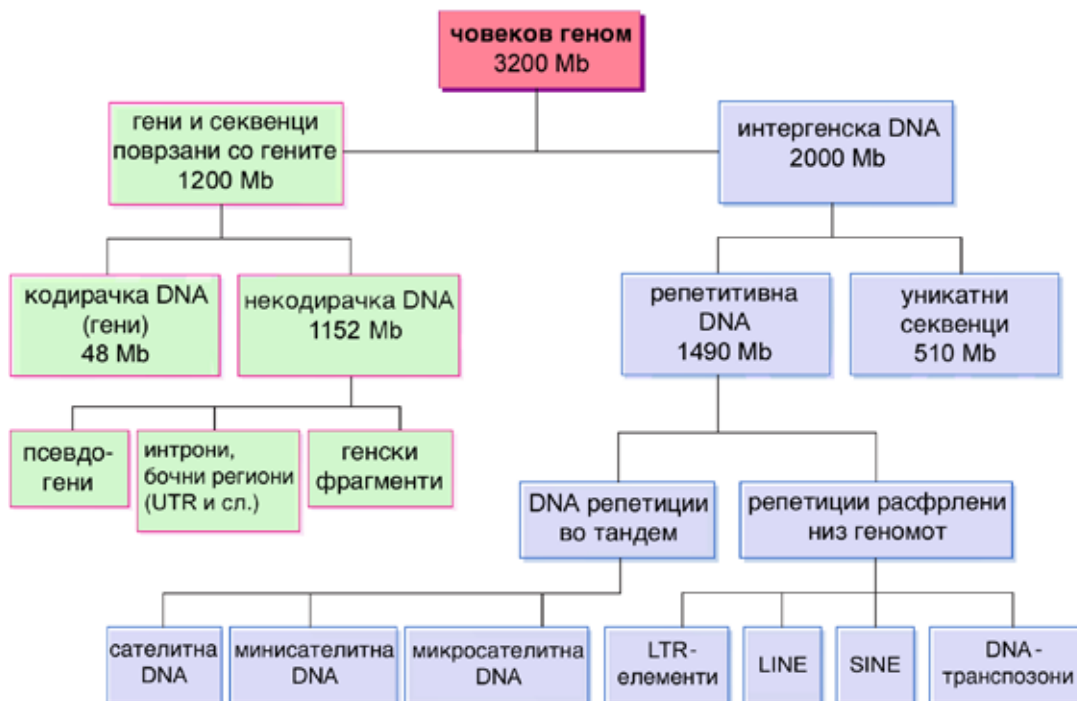 човеков геном
3200 Mb
гени и секвенци
поврзани со гените
1200 Mb
интергенска DNA
2000 Mb
кодирачка DNA
(гени)
48 Mb
некодирачка DNA
1152 Mb
репетитивна
DNA
1490 Mb
уникатни
секвенци
510 Mb
псевдо-
гени
интрони,
бочни региони
(UTR и сл.)
генски
фрагменти
DNA репетиции
во тандем
репетиции расфрлени
низ геномот
сателитна
DNA
минисателитна
DNA
микросателитна
DNA
LTR-
елементи
LINE
SINE
DNA-
транспозони